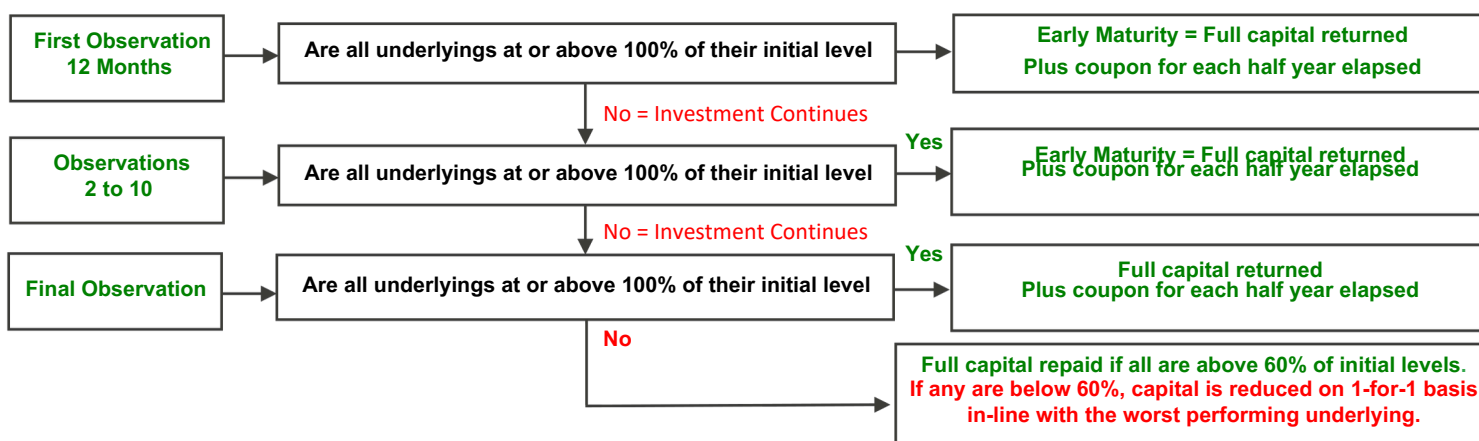 First Observation
12 Months
Are all underlyings at or above 100% of their initial level
Early Maturity = Full capital returned
Plus coupon for each half year elapsed
No = Investment Continues
Observations
2 to 10
Are all underlyings at or above 100% of their initial level
Yes
Early Maturity = Full capital returned
Plus coupon for each half year elapsed
No = Investment Continues
Final Observation
Are all underlyings at or above 100% of their initial level
Yes
Full capital returned
Plus coupon for each half year elapsed
No
Full capital repaid if all are above 60% of initial levels.
If any are below 60%, capital is reduced on 1-for-1 basis
in-line with the worst performing underlying.